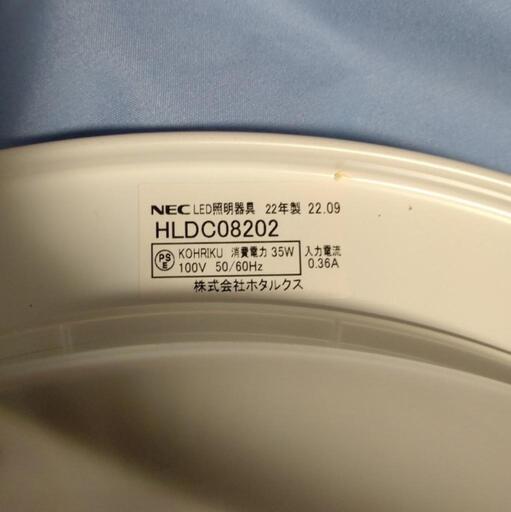 NEC LED照明器具 22年製 22.09
HLDC08202
PSE KOHRIKU 消費電力 35W 入力電流
100V 50/60Hz 0.36A
株式会社ホタルクス